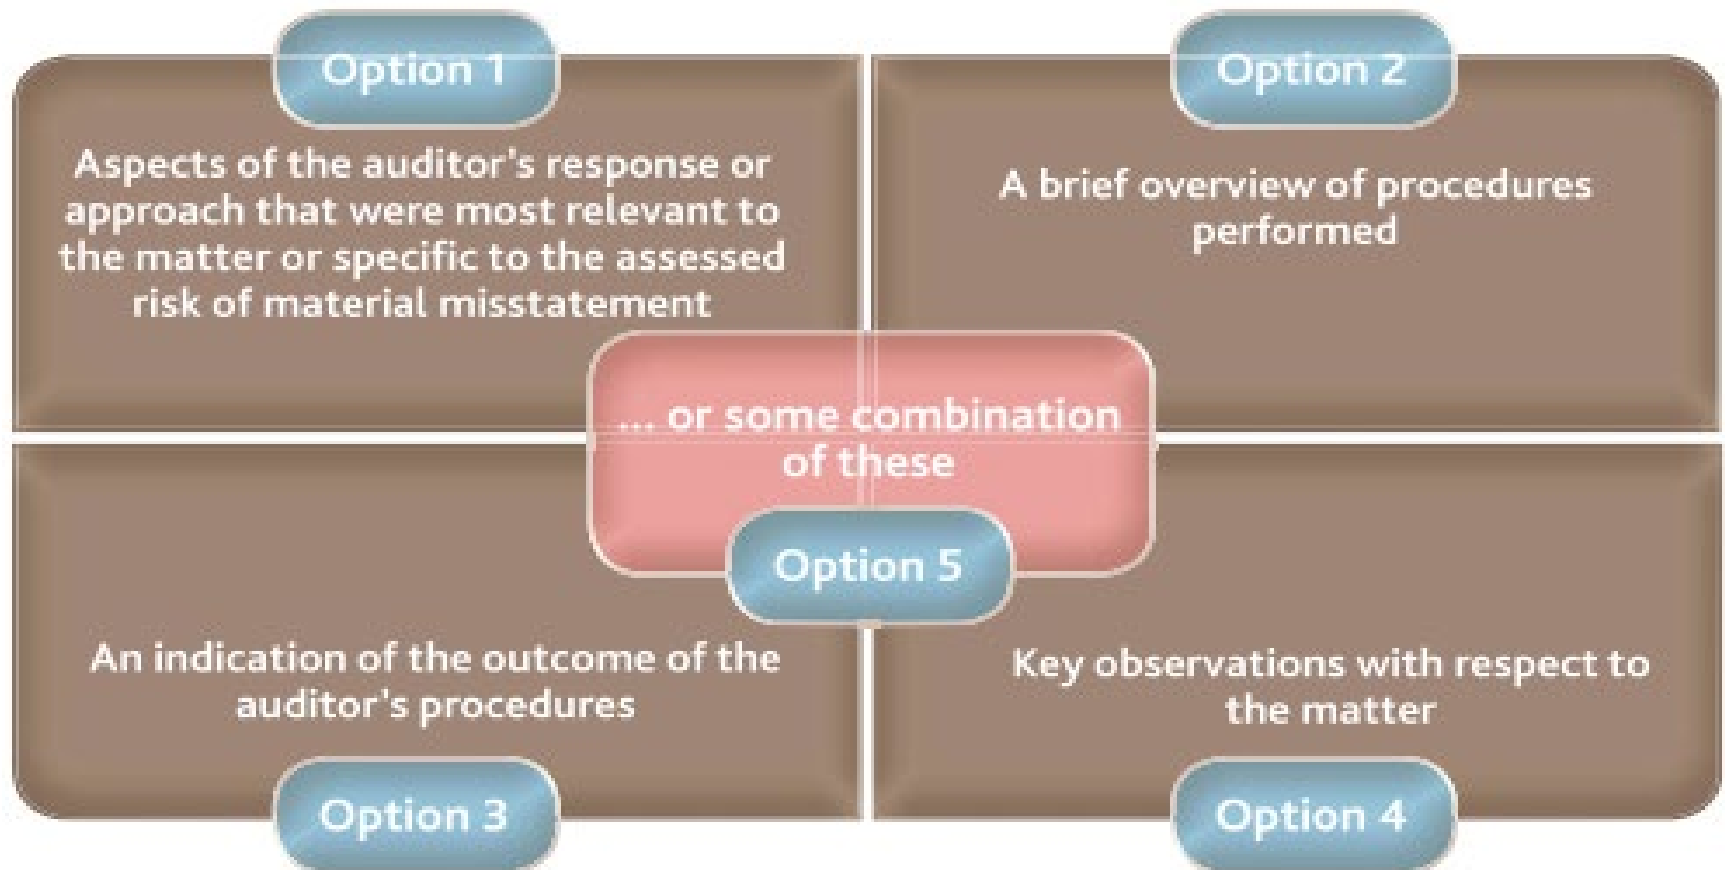 Option 1
Aspects of the auditor's response or
approach that were most relevant to
the matter or specific to the assessed
risk of material misstatement
Option 2
A brief overview of procedures
performed
... or some combination
of these
Option 5
An indication of the outcome of the
auditor's procedures
Option 3
Key observations with respect to
the matter
Option 4